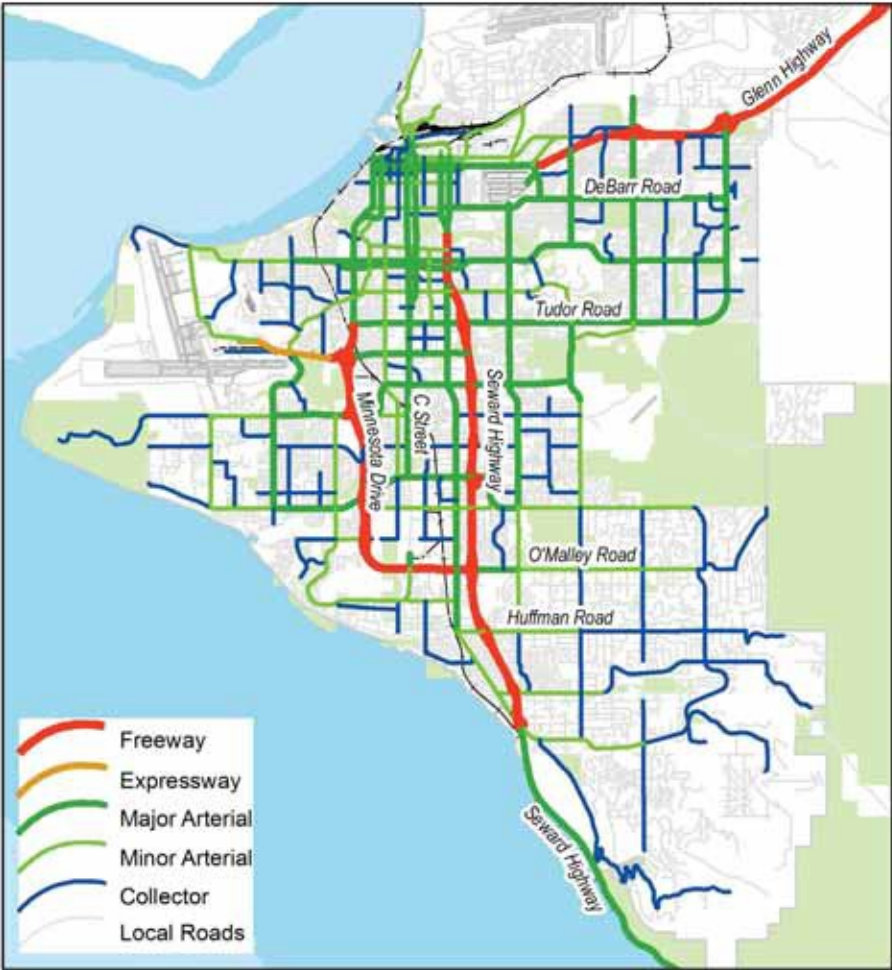 Glenn Highway
DeBarr Road
Tudor Road
Seward Highway
C Street
Minnesota Drive
O'Malley Road
Huffman Road
Seward Highway
Freeway
Expressway
Major Arterial
Minor Arterial
Collector
Local Roads